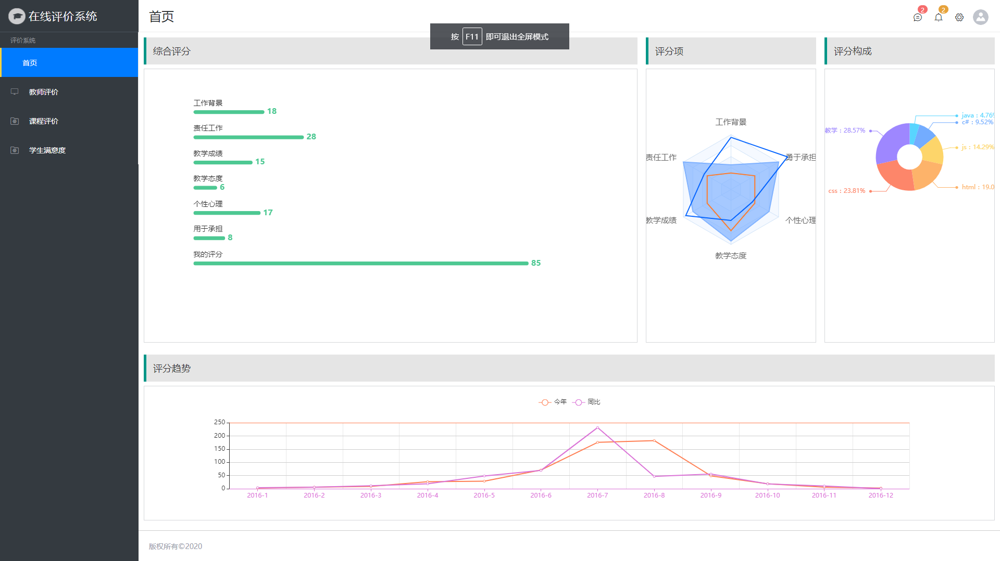 在线评价系统
首页
2
2
按 F11 即可退出全屏模式
评价系统
首页
教师评价
课程评价
学生满意度
综合评分
工作背景
18
责任工作
28
教学成绩
15
教学态度
6
个性心理
17
用于承担
8
我的评分
85
评分项
工作背景
责任工作
勇于承担
教学成绩
个性心理
教学态度
评分构成
java : 4.76%
c# : 9.52%
教学 : 28.57%
js : 14.29%
html : 19.0
css : 23.81%
评分趋势
今年 同比
250
200
150
100
50
0
2016-1 2016-2 2016-3 2016-4 2016-5 2016-6 2016-7 2016-8 2016-9 2016-10 2016-11 2016-12
版权所有©2020